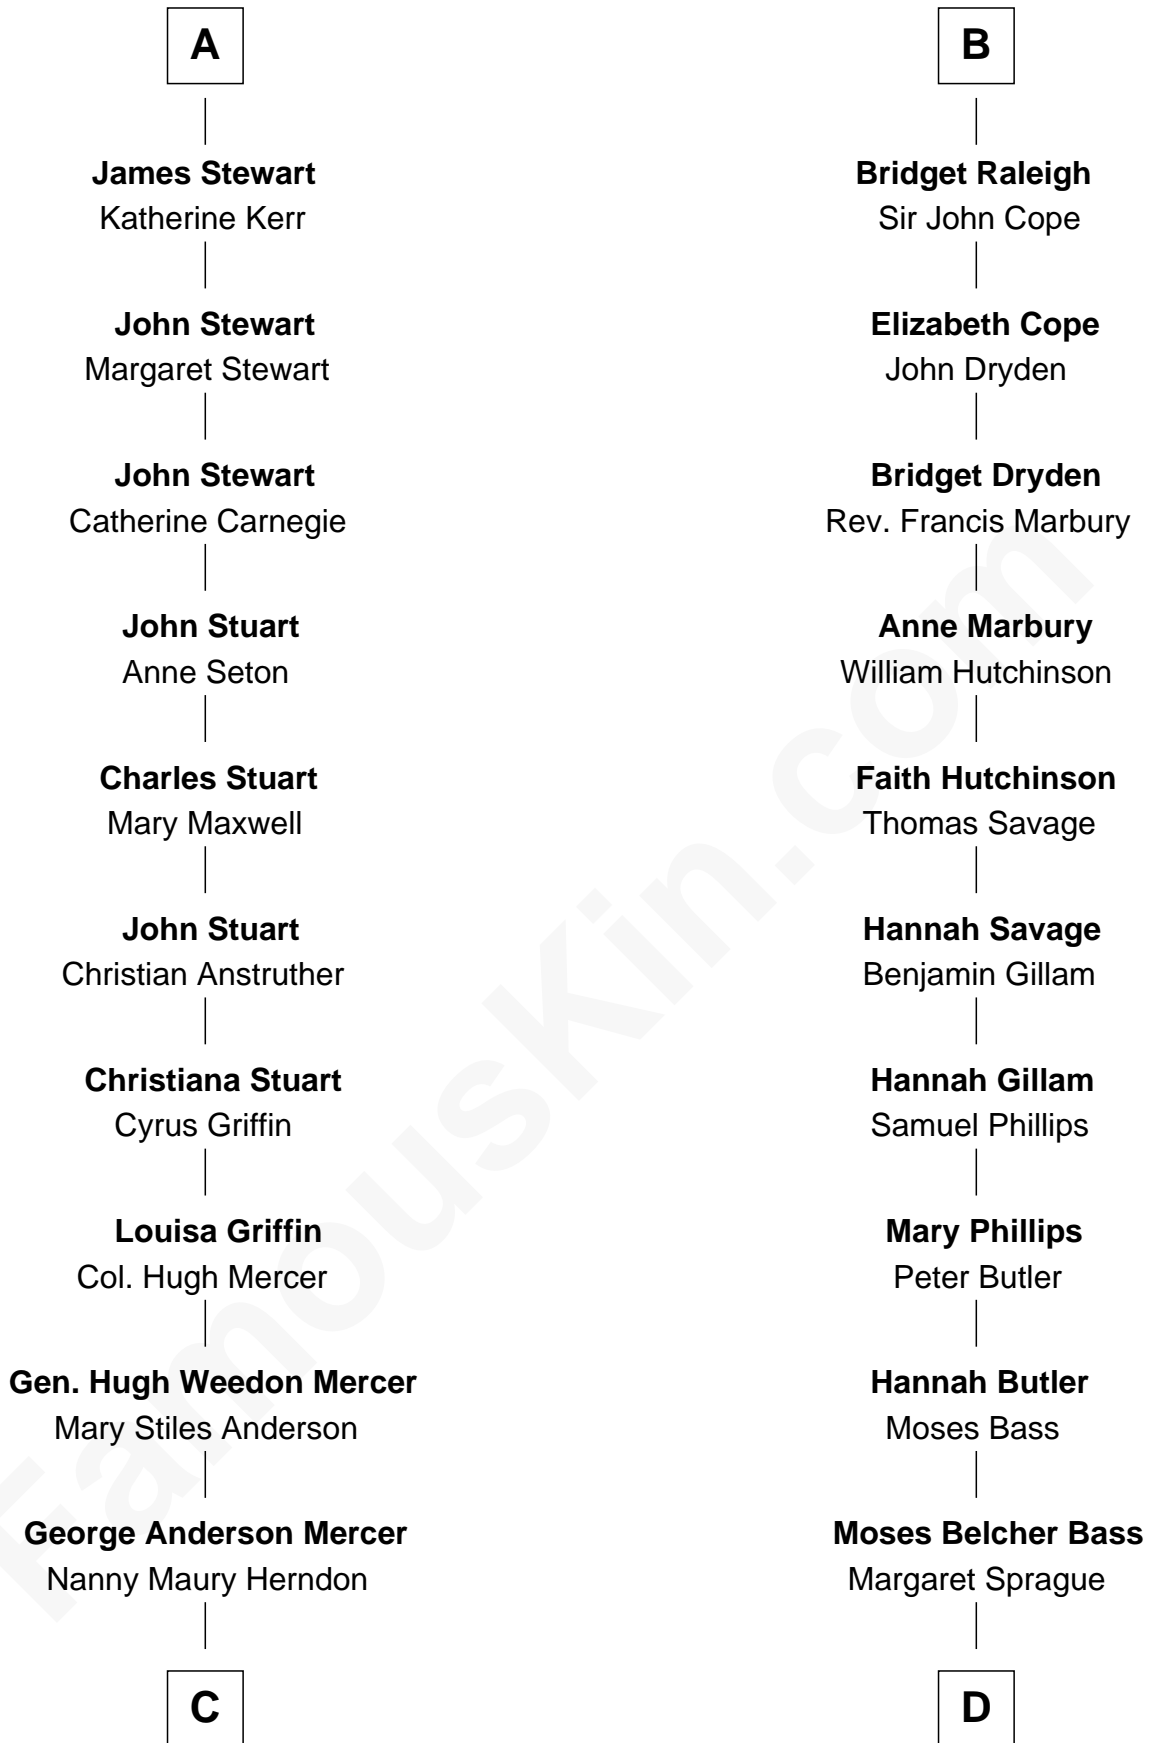 A
James Stewart
Katherine Kerr
John Stewart
Margaret Stewart
John Stewart
Catherine Carnegie
John Stuart
Anne Seton
Charles Stuart
Mary Maxwell
John Stuart
Christian Anstruther
Christiana Stuart
Cyrus Griffin
Louisa Griffin
Col. Hugh Mercer
Gen. Hugh Weedon Mercer
Mary Stiles Anderson
George Anderson Mercer
Nanny Maury Herndon
C
B
Bridget Raleigh
Sir John Cope
Elizabeth Cope
John Dryden
Bridget Dryden
Rev. Francis Marbury
Anne Marbury
William Hutchinson
Faith Hutchinson
Thomas Savage
Hannah Savage
Benjamin Gillam
Hannah Gillam
Samuel Phillips
Mary Phillips
Peter Butler
Hannah Butler
Moses Bass
Moses Belcher Bass
Margaret Sprague
D
FamousKin.com